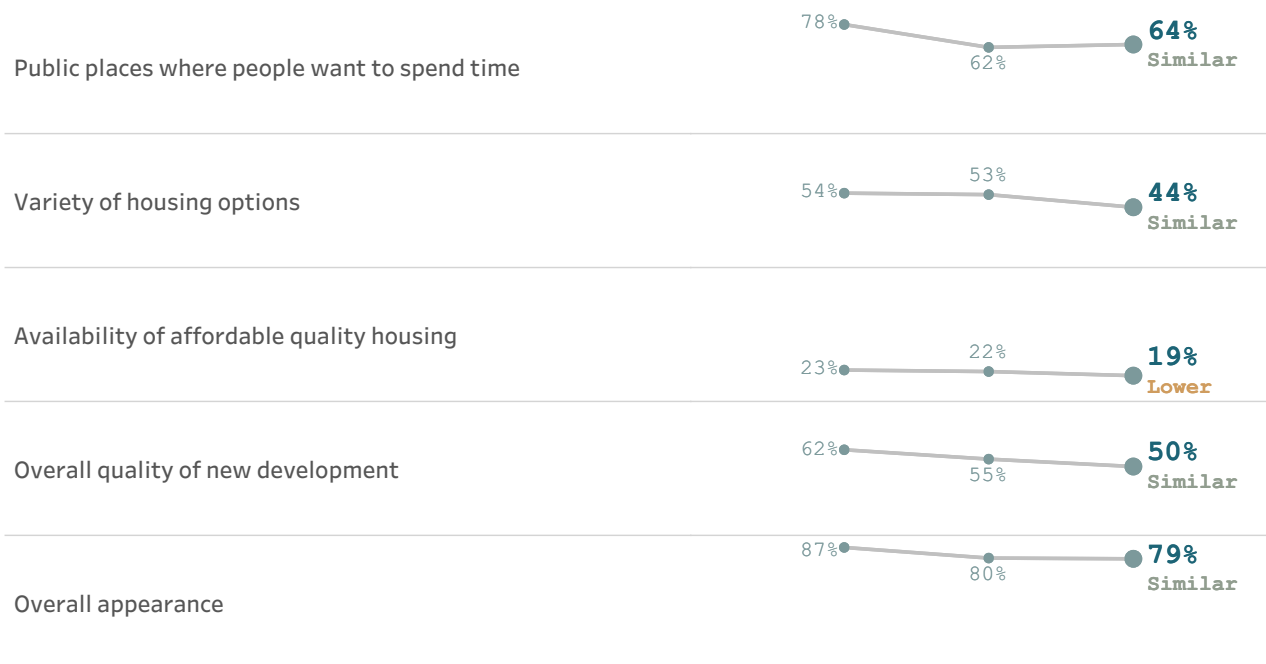 78%
64%
Similar
62%
Public places where people want to spend time
53%
54%
44%
Similar
Variety of housing options
Availability of affordable quality housing
22%
19%
23%
Lower
62%
50%
Similar
55%
Overall quality of new development
87%
79%
Similar
80%
Overall appearance